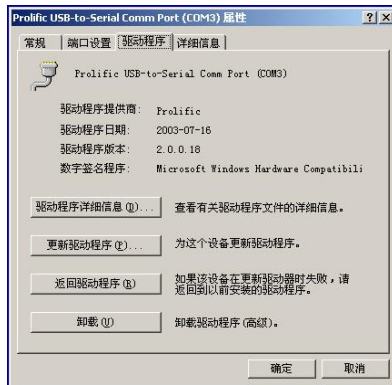 Prolific USB-to-Serial Comm Port (COM3) 属性
常规 端口设置 驱动程序 详细信息
Prolific USB-to-Serial Comm Port (COM3)
驱动程序提供商: Prolific
驱动程序日期: 2003-07-16
驱动程序版本: 2.0.0.18
数字签名程序: Microsoft Windows Hardware Compatibili
驱动程序详细信息(D)... 查看有关驱动程序文件的详细信息。
更新驱动程序(P)... 为这个设备更新驱动程序。
返回驱动程序(R) 如果该设备在更新驱动器时失败，请
返回到以前安装的驱动程序。
卸载(U) 卸载驱动程序(高级)。
确定 取消